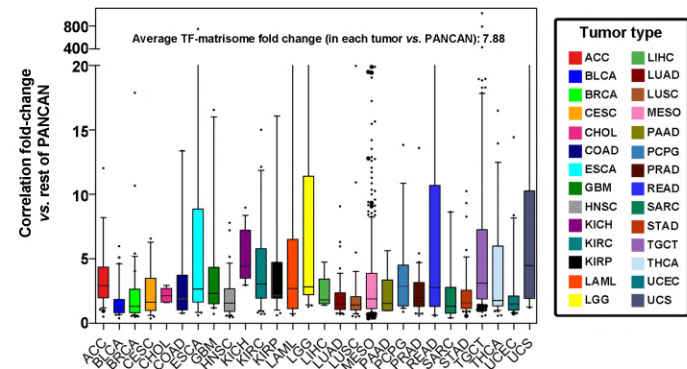 800
400
20
15
10
5
0
Correlation fold-change
vs. rest of PANCAN
Average TF-matrisome fold change (in each tumor vs. PANCAN): 7.88
ACC
BLCA
BRCA
CESC
CHOL
COAD
ESCA
GBM
HNSC
KICH
KIRC
KIRP
LAML
LGG
LIHC
LUAD
LUSC
MESO
PAAD
PCPG
PRAD
READ
SARC
STAD
TGCT
THCA
UCEC
UCS
Tumor type
ACC
BLCA
BRCA
CESC
CHOL
COAD
ESCA
GBM
HNSC
KICH
KIRC
KIRP
LAML
LGG
LIHC
LUAD
LUSC
MESO
PAAD
PCPG
PRAD
READ
SARC
STAD
TGCT
THCA
UCEC
UCS